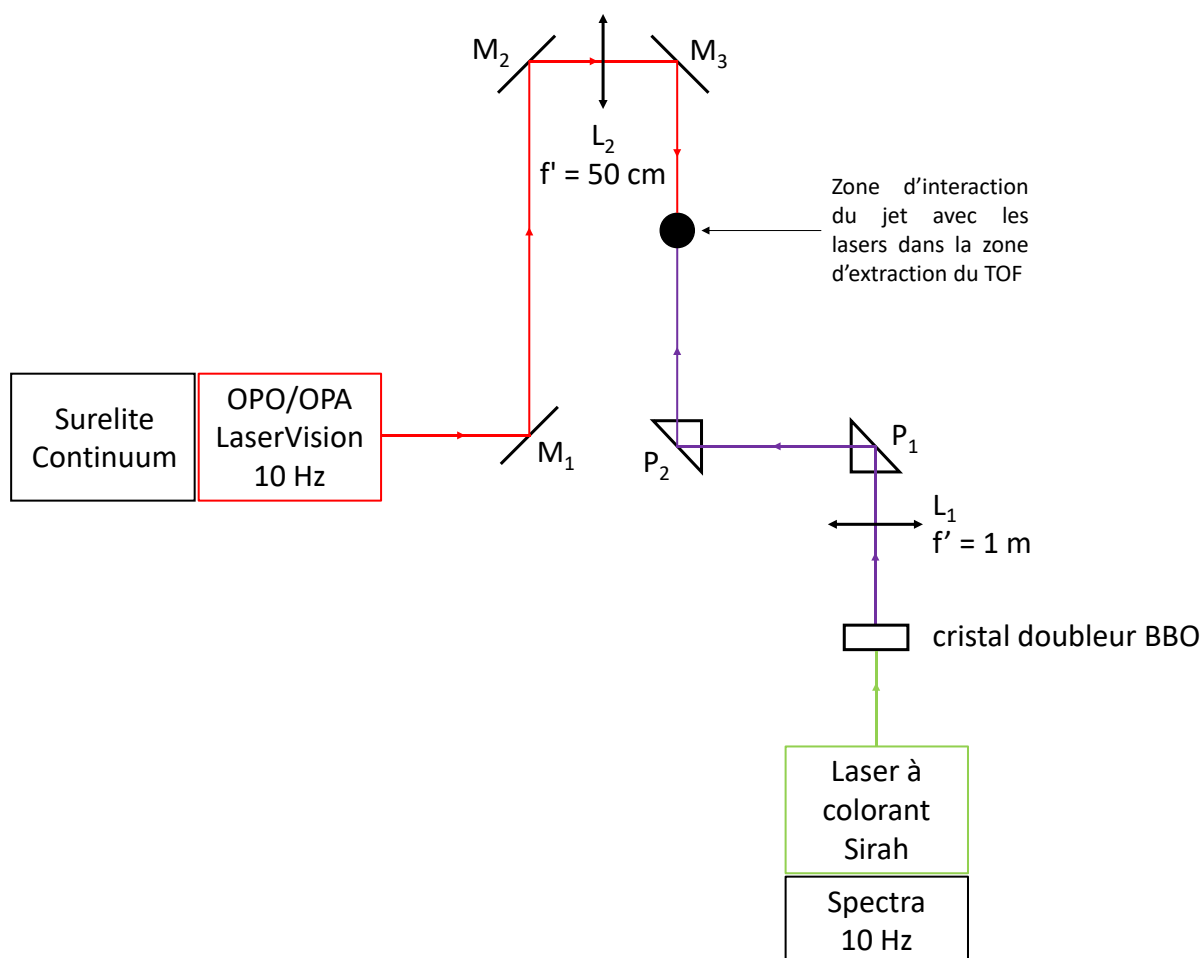 M2
M3
L2
f' = 50 cm
Zone d’interaction
du jet avec les
lasers dans la zone
d’extraction du TOF
Surelite
Continuum
OPO/OPA
LaserVision
10 Hz
M1
P1
P2
L1
f’ = 1 m
cristal doubleur BBO
Laser à
colorant
Sirah
Spectra
10 Hz